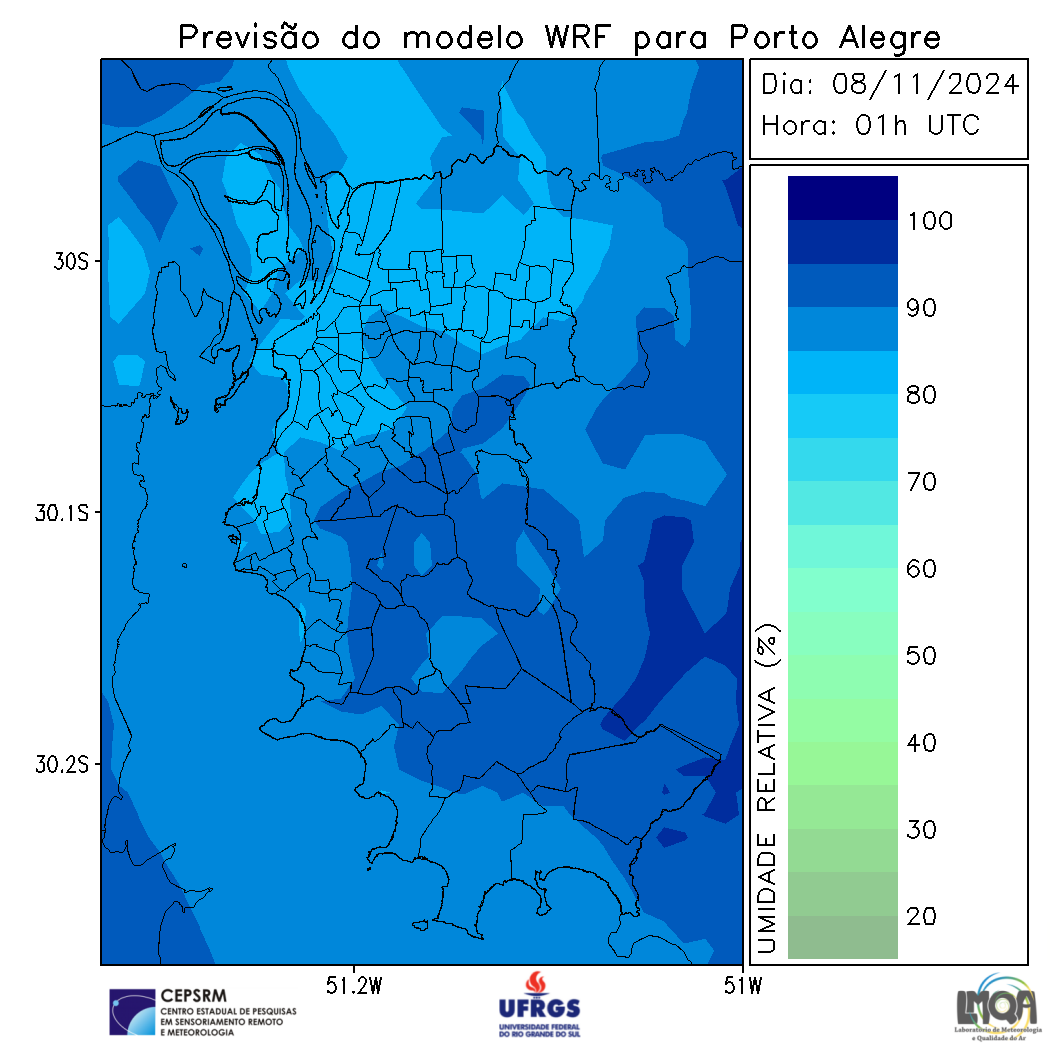 Previsão do modelo WRF para Porto Alegre
Dia: 08/11/2024
Hora: 01h UTC
30S
30.1S
30.2S
51.2W
51W
100
90
80
70
60
50
40
30
20
UMIDADE RELATIVA (%)
CEPSRM
CENTRO ESTADUAL DE PESQUISAS
EM SENSORIAMENTO REMOTO
E METEOROLOGIA
UFRGS
UNIVERSIDADE FEDERAL
DO RIO GRANDE DO SUL
LMQA
Laboratório de Meteorologia
e Qualidade do Ar